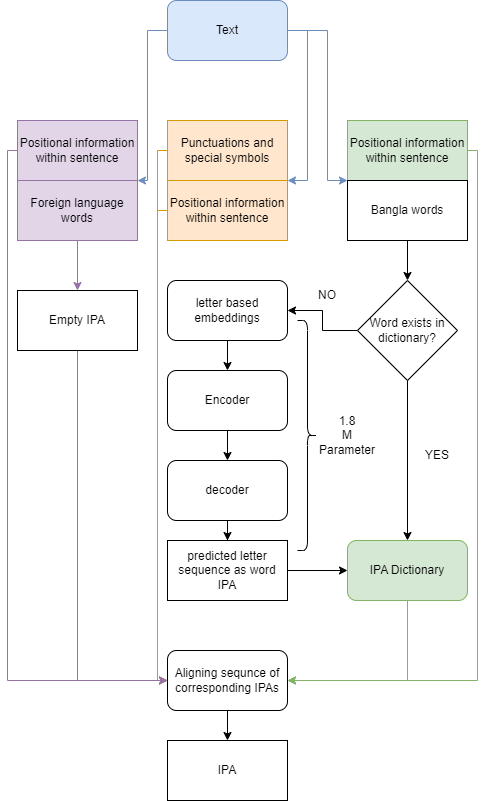 Text
Positional information
within sentence
Foreign language
words
Punctuations and
special symbols
Positional information
within sentence
Positional information
within sentence
Bangla words
Empty IPA
letter based
embeddings
NO
Word exists in
dictionary?
Encoder
1.8
M
Parameter
YES
decoder
predicted letter
sequence as word
IPA
IPA Dictionary
Aligning sequnce of
corresponding IPAs
IPA